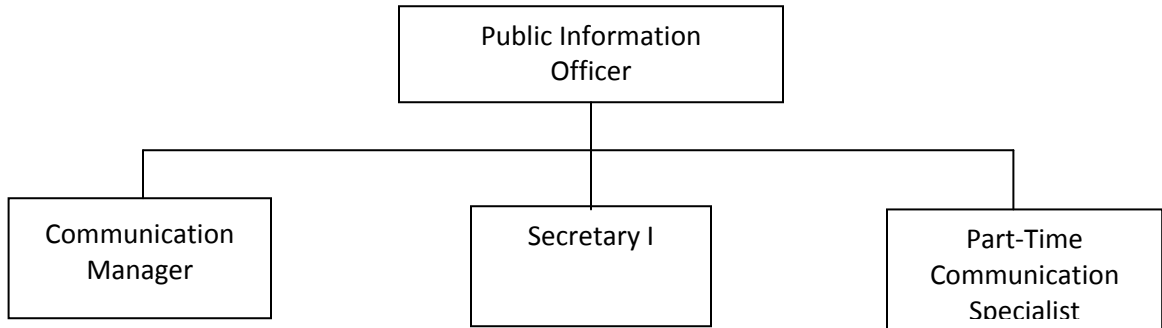 Public Information
Officer
Communication
Manager
Secretary I
Part-Time
Communication
Specialist